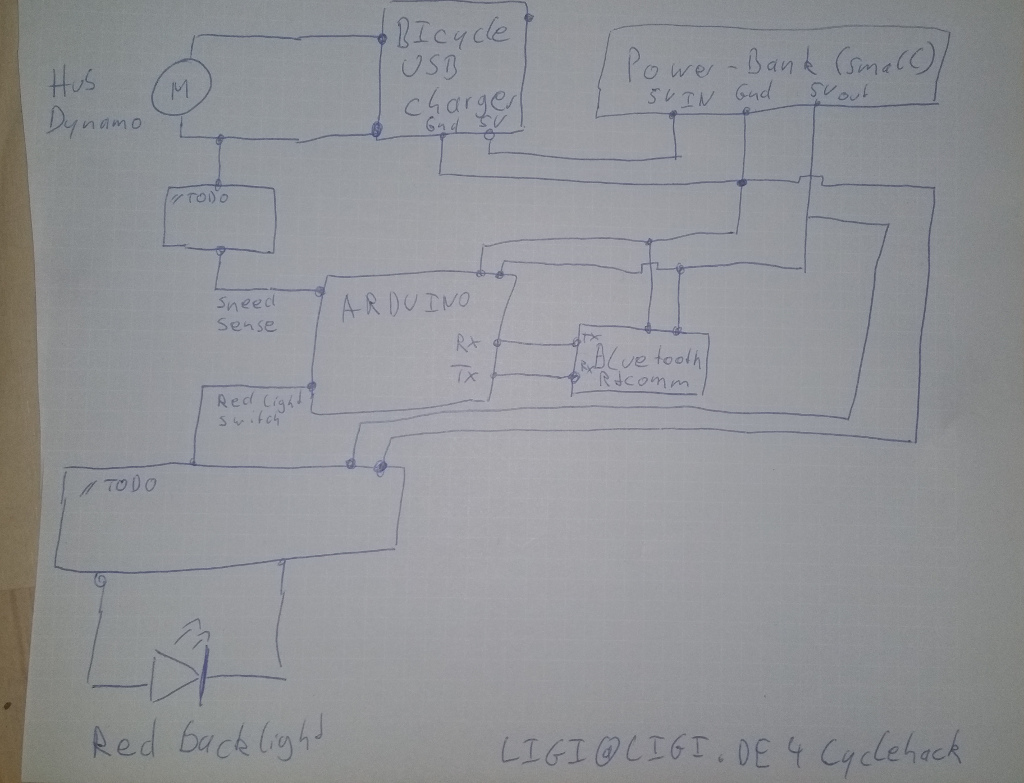 Hub
Dynamo
M
BIcycle
USB
charger
Gnd 5V
Power-Bank (small)
5V IN Gnd 5V out
//TODO
Speed
Sense
ARDUINO
Rx
Tx
TX
Rx
Bluetooth
Rfcomm
Red Light
Switch
//TODO
Red backlight
LIGI@LIGI.DE 4 Cyclehack